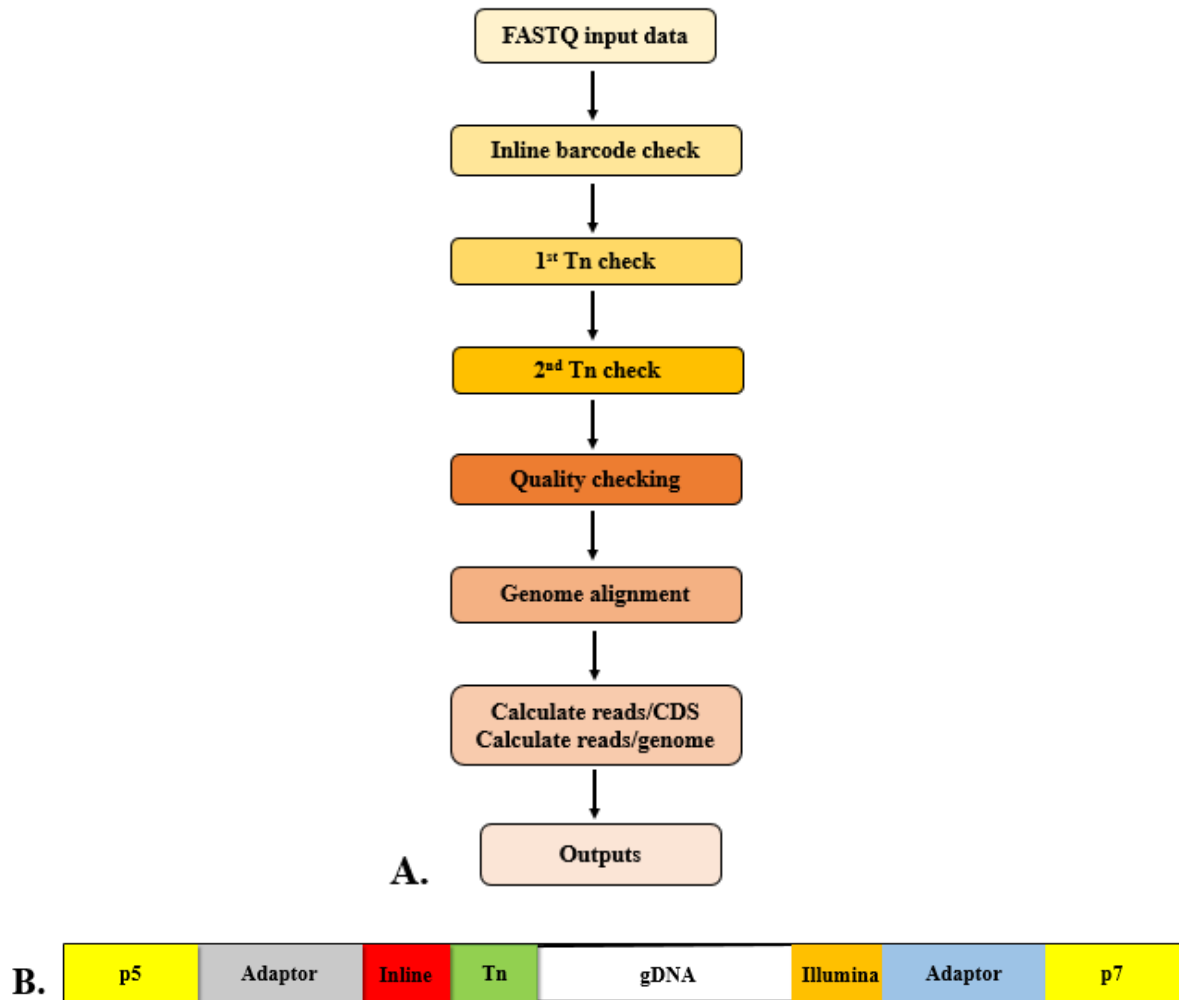 FASTQ input data
Inline barcode check
1st Tn check
2nd Tn check
Quality checking
Genome alignment
Calculate reads/CDS
Calculate reads/genome
Outputs
A.
B.
p5 Adaptor Inline Tn gDNA Illumina Adaptor p7